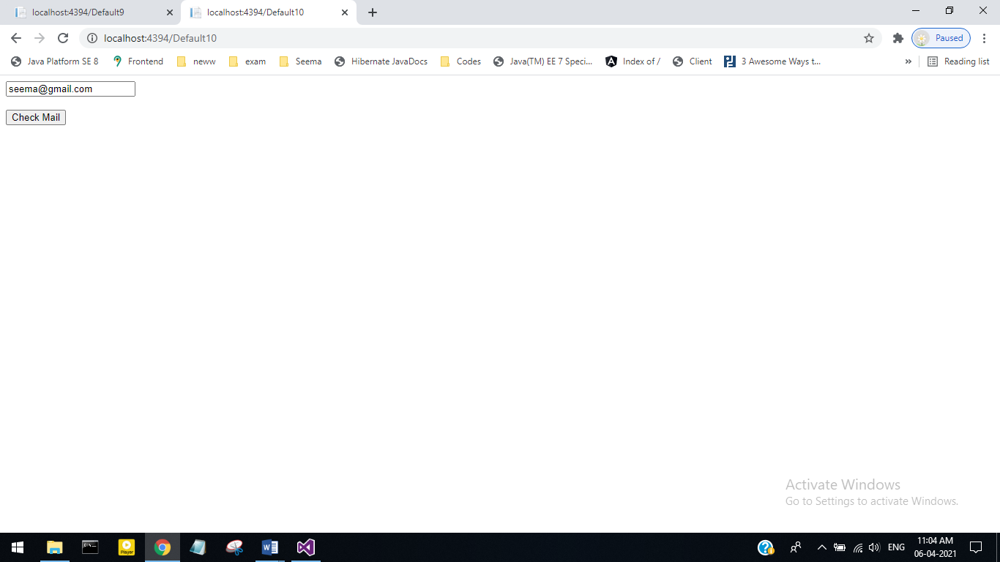 localhost:4394/Default9 localhost:4394/Default10
localhost:4394/Default10 Paused
Java Platform SE 8 Frontend neww exam Seema Hibernate JavaDocs Codes Java(TM) EE 7 Speci... Index of / Client 3 Awesome Ways t... » Reading list
seema@gmail.com
Check Mail
Activate Windows
Go to Settings to activate Windows.
Player ENG 11:04 AM
06-04-2021